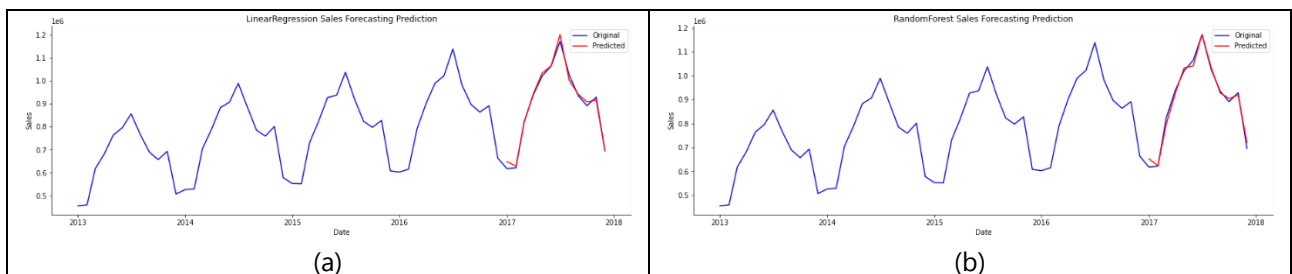 LinearRegression Sales Forecasting Prediction
1e6
1.2
1.1
1.0
0.9
0.8
0.7
0.6
0.5
Sales
Original
Predicted
2013
2014
2015
2016
2017
2018
Date
(a)
RandomForest Sales Forecasting Prediction
1e6
1.2
1.1
1.0
0.9
0.8
0.7
0.6
0.5
Sales
Original
Predicted
2013
2014
2015
2016
2017
2018
Date
(b)